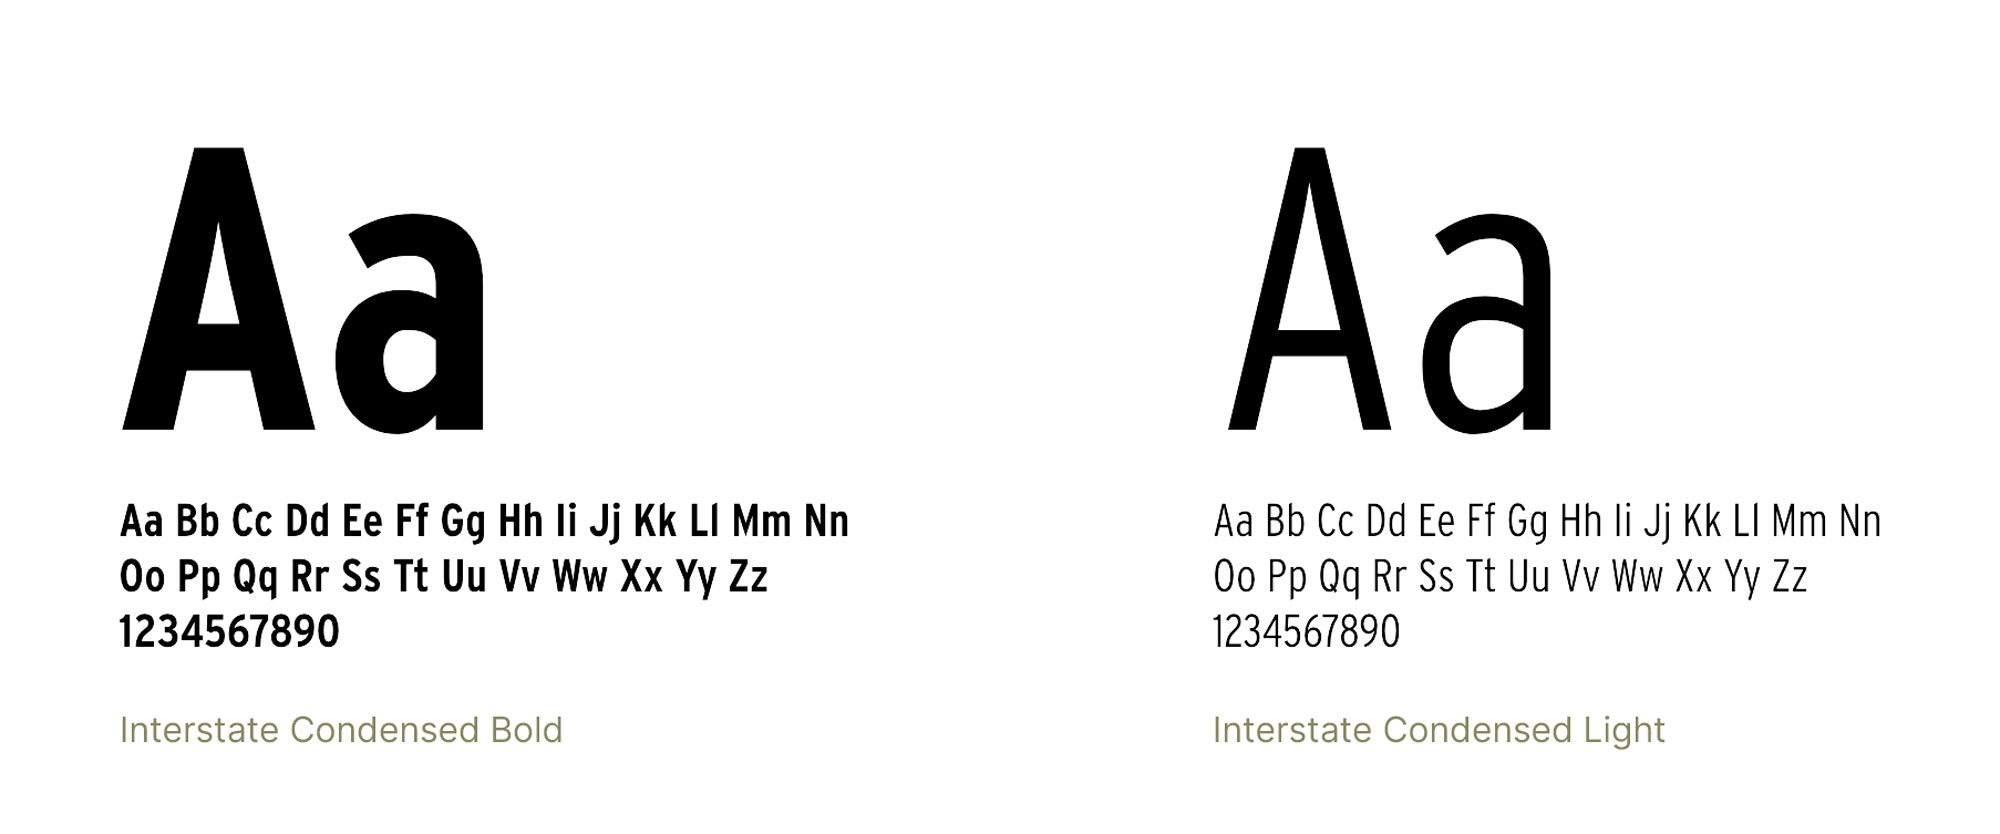 Aa
Aa Bb Cc Dd Ee Ff Gg Hh Ii Jj Kk Ll Mm Nn
Oo Pp Qq Rr Ss Tt Uu Vv Ww Xx Yy Zz
1234567890
Interstate Condensed Bold
Aa
Aa Bb Cc Dd Ee Ff Gg Hh Ii Jj Kk Ll Mm Nn
Oo Pp Qq Rr Ss Tt Uu Vv Ww Xx Yy Zz
1234567890
Interstate Condensed Light